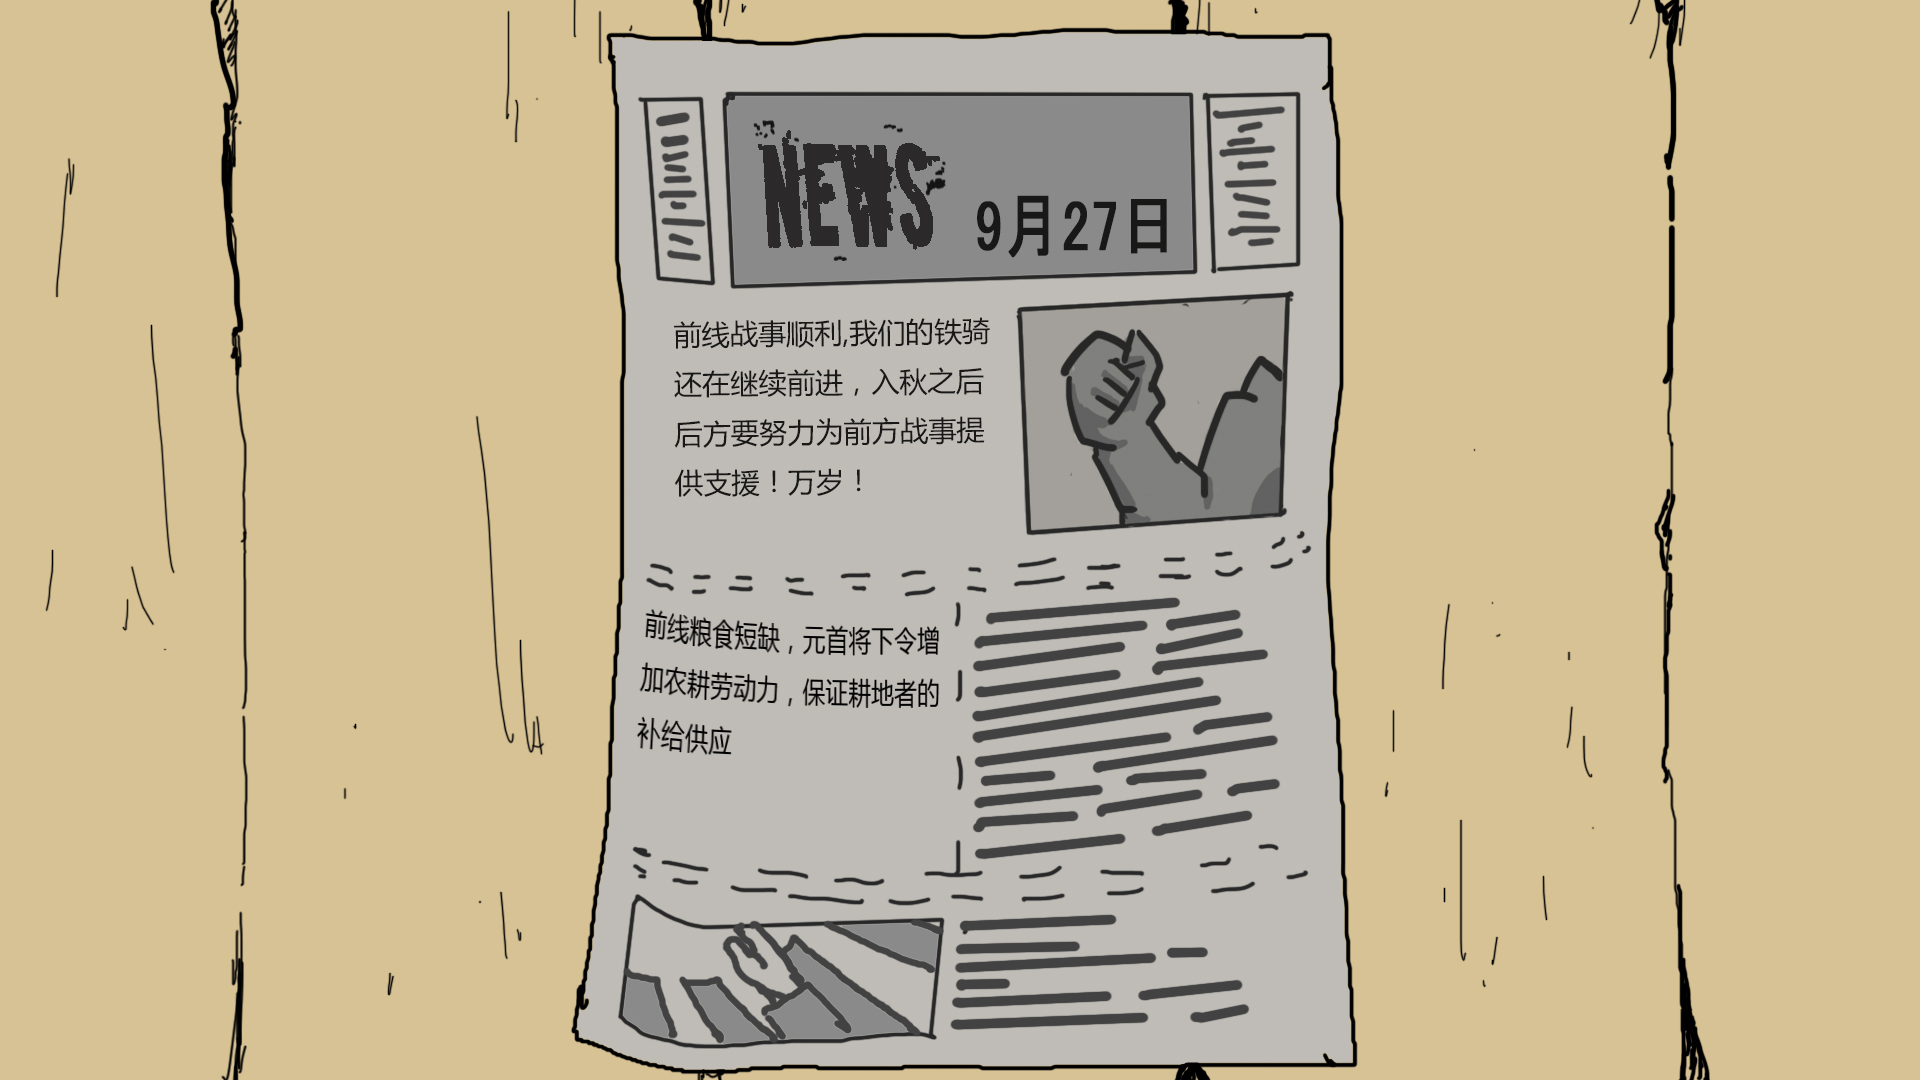 NEWS
9月27日
前线战事顺利,我们的铁骑
还在继续前进，入秋之后
后方要努力为前方战事提
供支援！万岁！
前线粮食短缺，元首将下令增
加农耕劳动力，保证耕地者的
补给供应